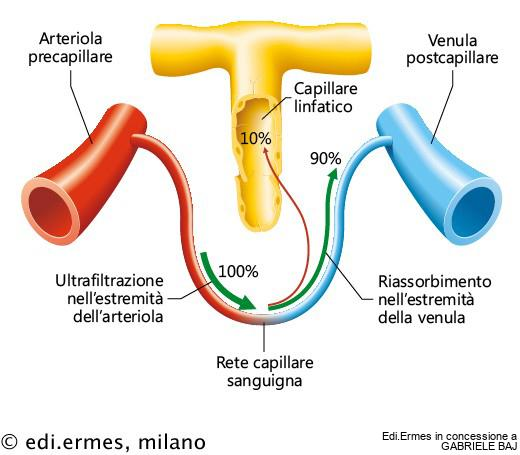 Arteriola
precapillare
Venula
postcapillare
Capillare
linfatico
10%
90%
100%
Ultrafiltrazione
nell'estremità
dell'arteriola
Riassorbimento
nell'estremità
della venula
Rete capillare
sanguigna
© edi.ermes, milano
Edi.Ermes in concessione a
GABRIELE BAJ